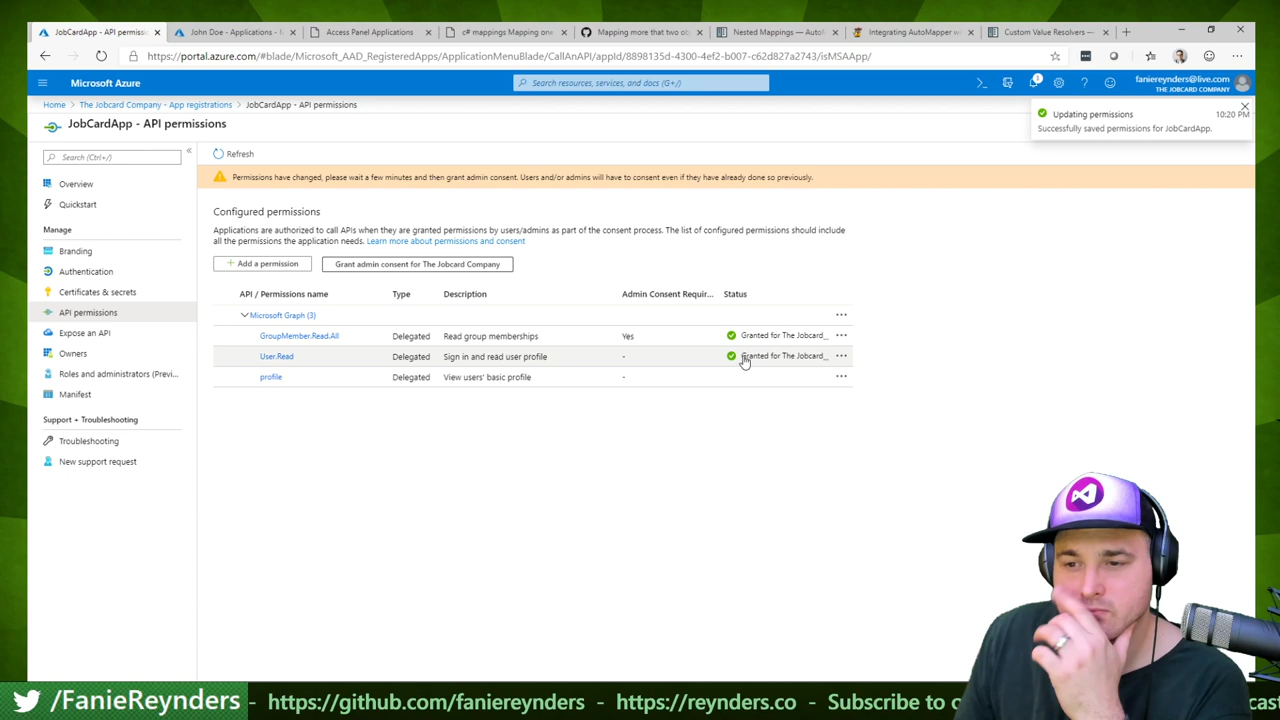 JobCardApp - API permissi
John Doe - Applications - M
Access Panel Applications
c# mappings Mapping one
Mapping more that two ob
Nested Mappings — AutoM
Integrating AutoMapper w
Custom Value Resolvers —
https://portal.azure.com/#blade/Microsoft_AAD_RegisteredApps/ApplicationMenuBlade/CallAnAPI/appId/8898135d-4300-4ef2-b007-c62d827a2743/isMSAApp/
Microsoft Azure
Search resources, services, and docs (G+/)
1
faniereynders@live.com
THE JOBCARD COMPANY
Home > The Jobcard Company - App registrations > JobCardApp - API permissions
JobCardApp - API permissions
Updating permissions 10:20 PM
Successfully saved permissions for JobCardApp.
Search (Ctrl+/)
Overview
Quickstart
Manage
Branding
Authentication
Certificates & secrets
API permissions
Expose an API
Owners
Roles and administrators (Previ...
Manifest
Support + Troubleshooting
Troubleshooting
New support request
Refresh
Permissions have changed, please wait a few minutes and then grant admin consent. Users and/or admins will have to consent even if they have already done so previously.
Configured permissions
Applications are authorized to call APIs when they are granted permissions by users/admins as part of the consent process. The list of configured permissions should include
all the permissions the application needs. Learn more about permissions and consent
+ Add a permission
Grant admin consent for The Jobcard Company
API / Permissions name Type Description Admin Consent Requir... Status
Microsoft Graph (3) ...
GroupMember.Read.All Delegated Read group memberships Yes Granted for The Jobcard_ ...
User.Read Delegated Sign in and read user profile - Granted for The Jobcard_ ...
profile Delegated View users' basic profile - ...
/FanieReynders - https://github.com/faniereynders - https://reynders.co - Subscribe to